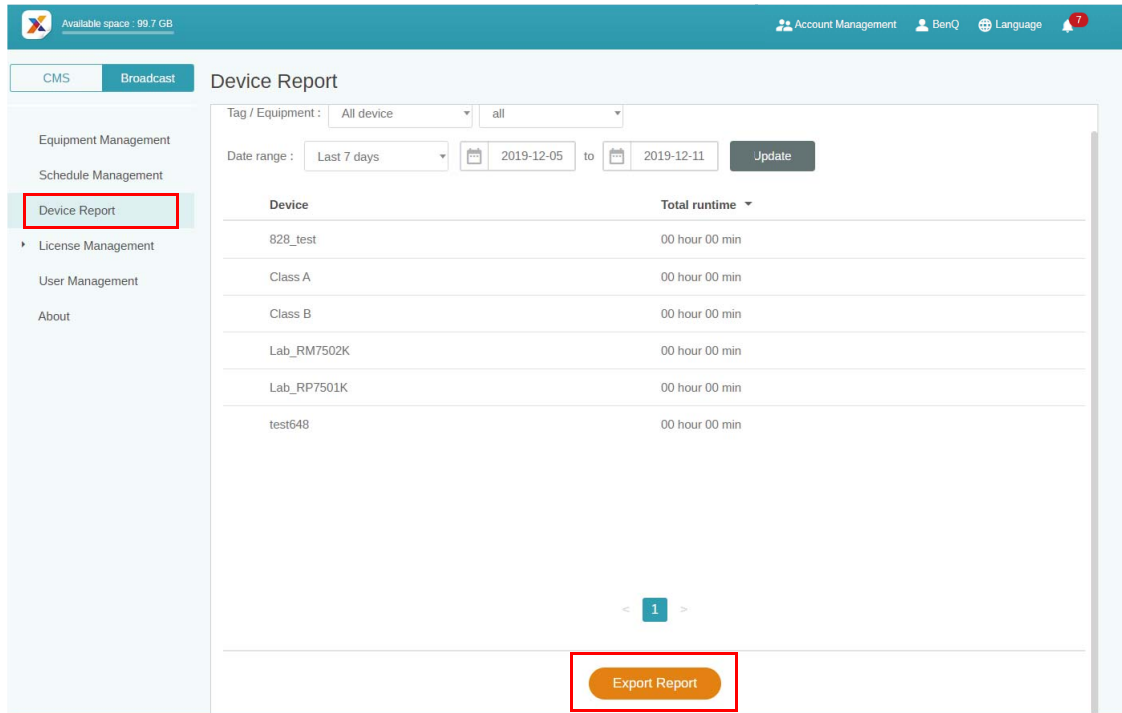 Available space : 99.7 GB
Account Management BenQ Language 7
CMS Broadcast
Equipment Management
Schedule Management
Device Report
License Management
User Management
About
Device Report
Tag / Equipment : All device all
Date range : Last 7 days 2019-12-05 to 2019-12-11 Update
Device Total runtime
828_test 00 hour 00 min
Class A 00 hour 00 min
Class B 00 hour 00 min
Lab_RM7502K 00 hour 00 min
Lab_RP7501K 00 hour 00 min
test648 00 hour 00 min
< 1 >
Export Report